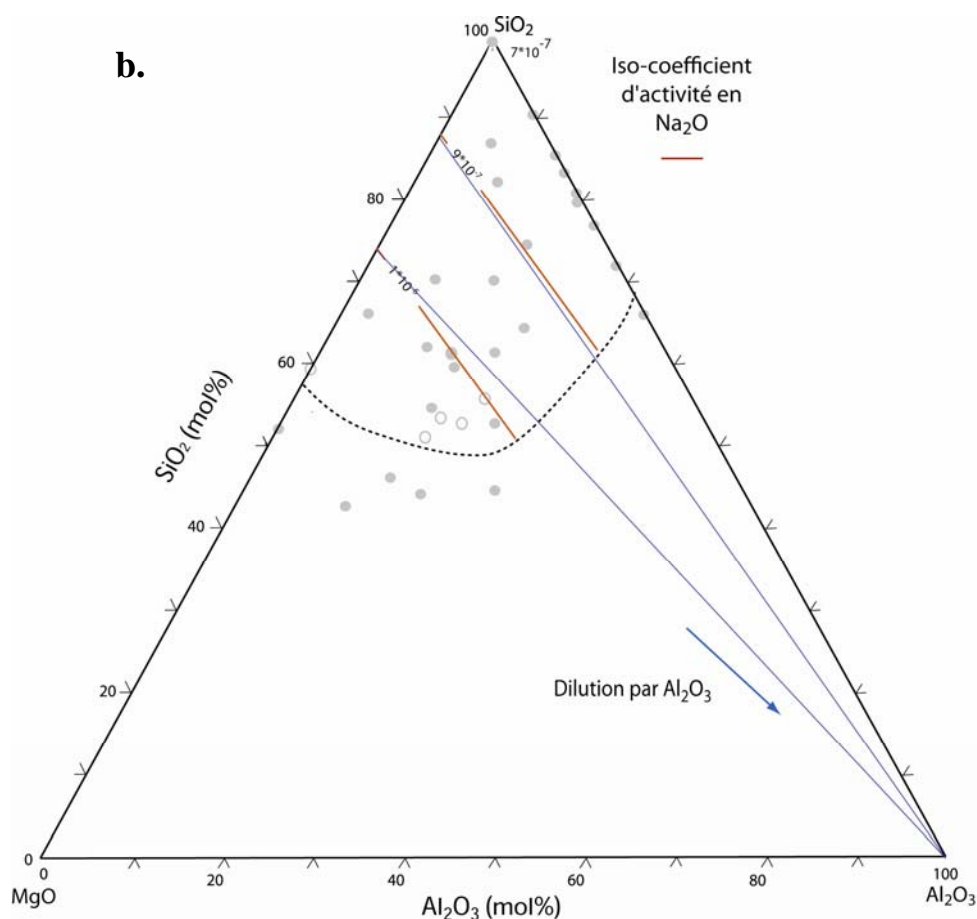 b.
100 SiO₂
7*10⁻⁷
Iso-coefficient
d'activité en
Na₂O
9*10⁻⁷
80
1*10⁻⁶
60
SiO₂ (mol%)
40
Dilution par Al₂O₃
20
0
MgO
20
40
60
80
100
Al₂O₃
Al₂O₃ (mol%)